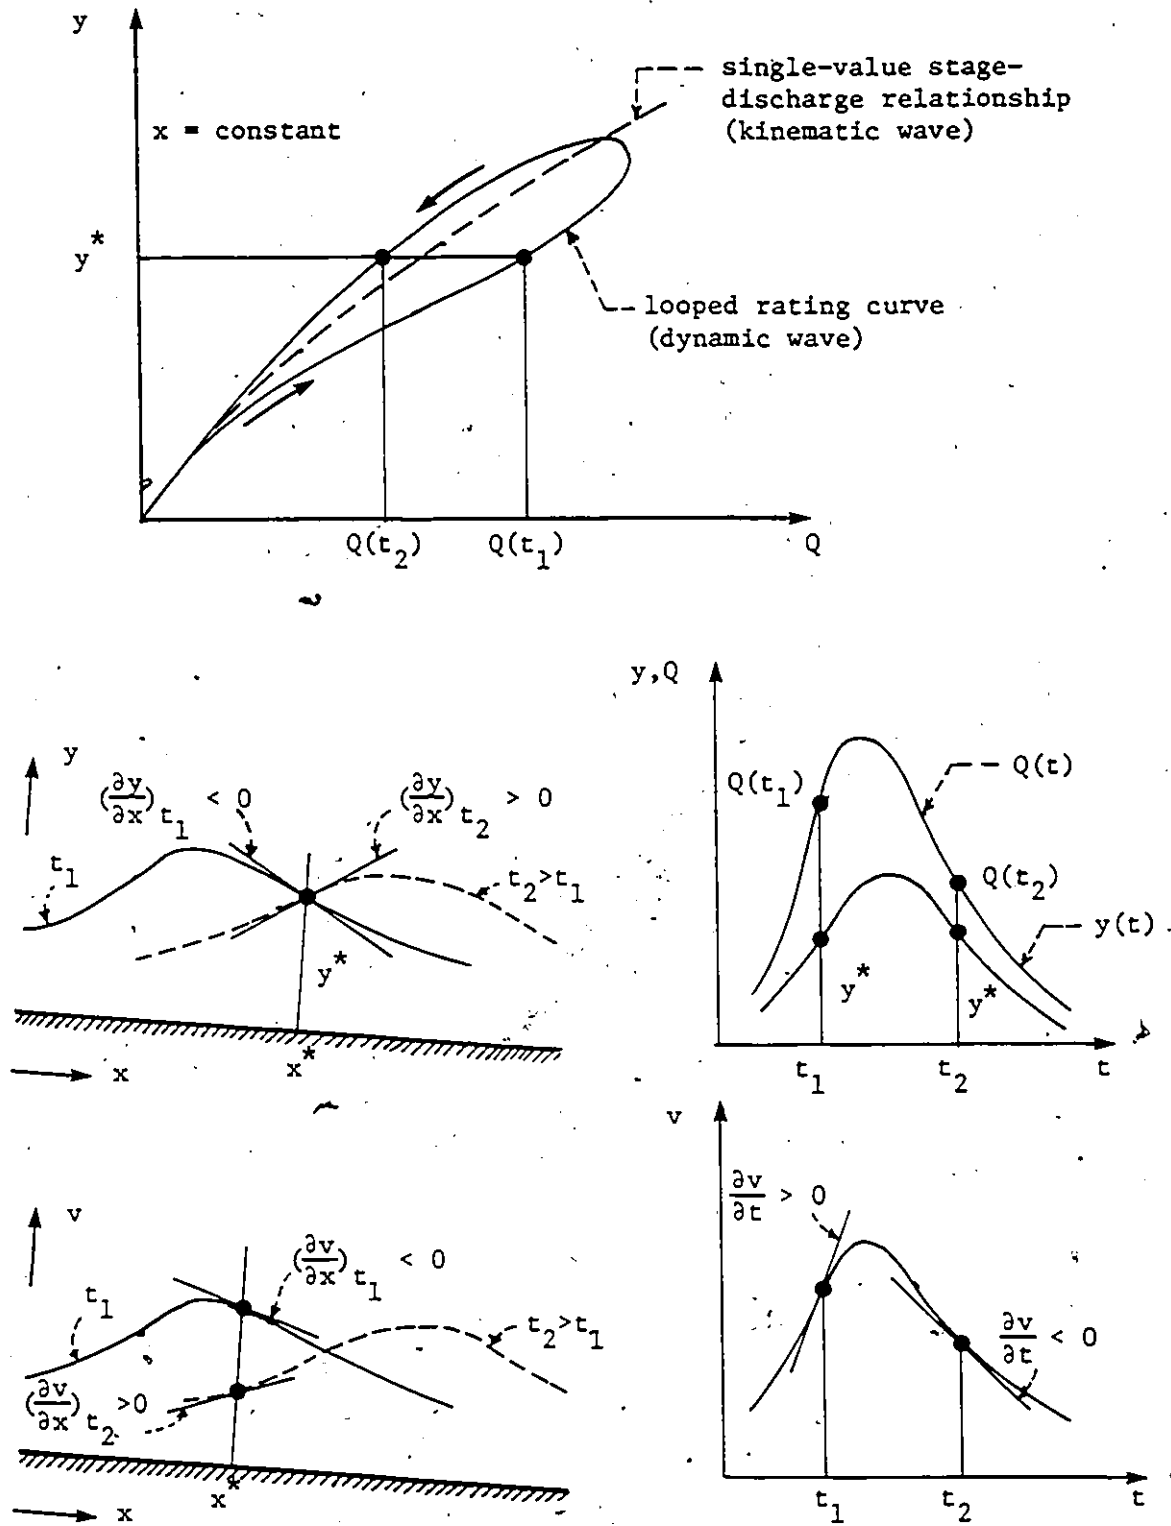 y
single-value stage-
discharge relationship
(kinematic wave)
x = constant
y*
looped rating curve
(dynamic wave)
Q(t₂)
Q(t₁)
Q
y
(∂y/∂x)t₁ < 0
(∂y/∂x)t₂ > 0
t₁
t₂>t₁
y*
x*
x
y,Q
Q(t₁)
Q(t)
Q(t₂)
y(t)
y*
y*
t₁
t₂
t
v
(∂v/∂x)t₁ < 0
t₁
t₂>t₁
(∂v/∂x)t₂ >0
x*
x
v
∂v/∂t > 0
∂v/∂t < 0
t₁
t₂
t